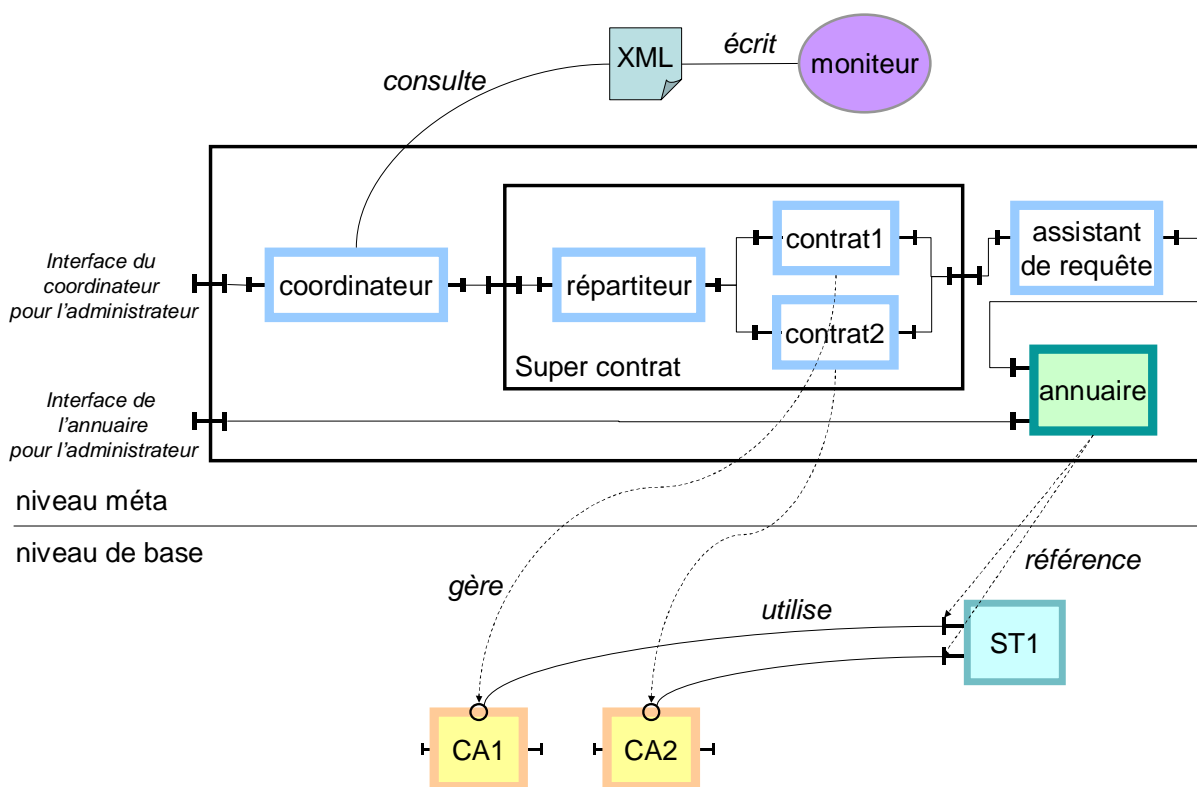 XML
écrit
moniteur
consulte
Interface du
coordinateur
pour l'administrateur
coordinateur
répartiteur
contrat1
contrat2
Super contrat
assistant
de requête
annuaire
Interface de
l'annuaire
pour l'administrateur
niveau méta
niveau de base
gère
utilise
référence
ST1
CA1
CA2